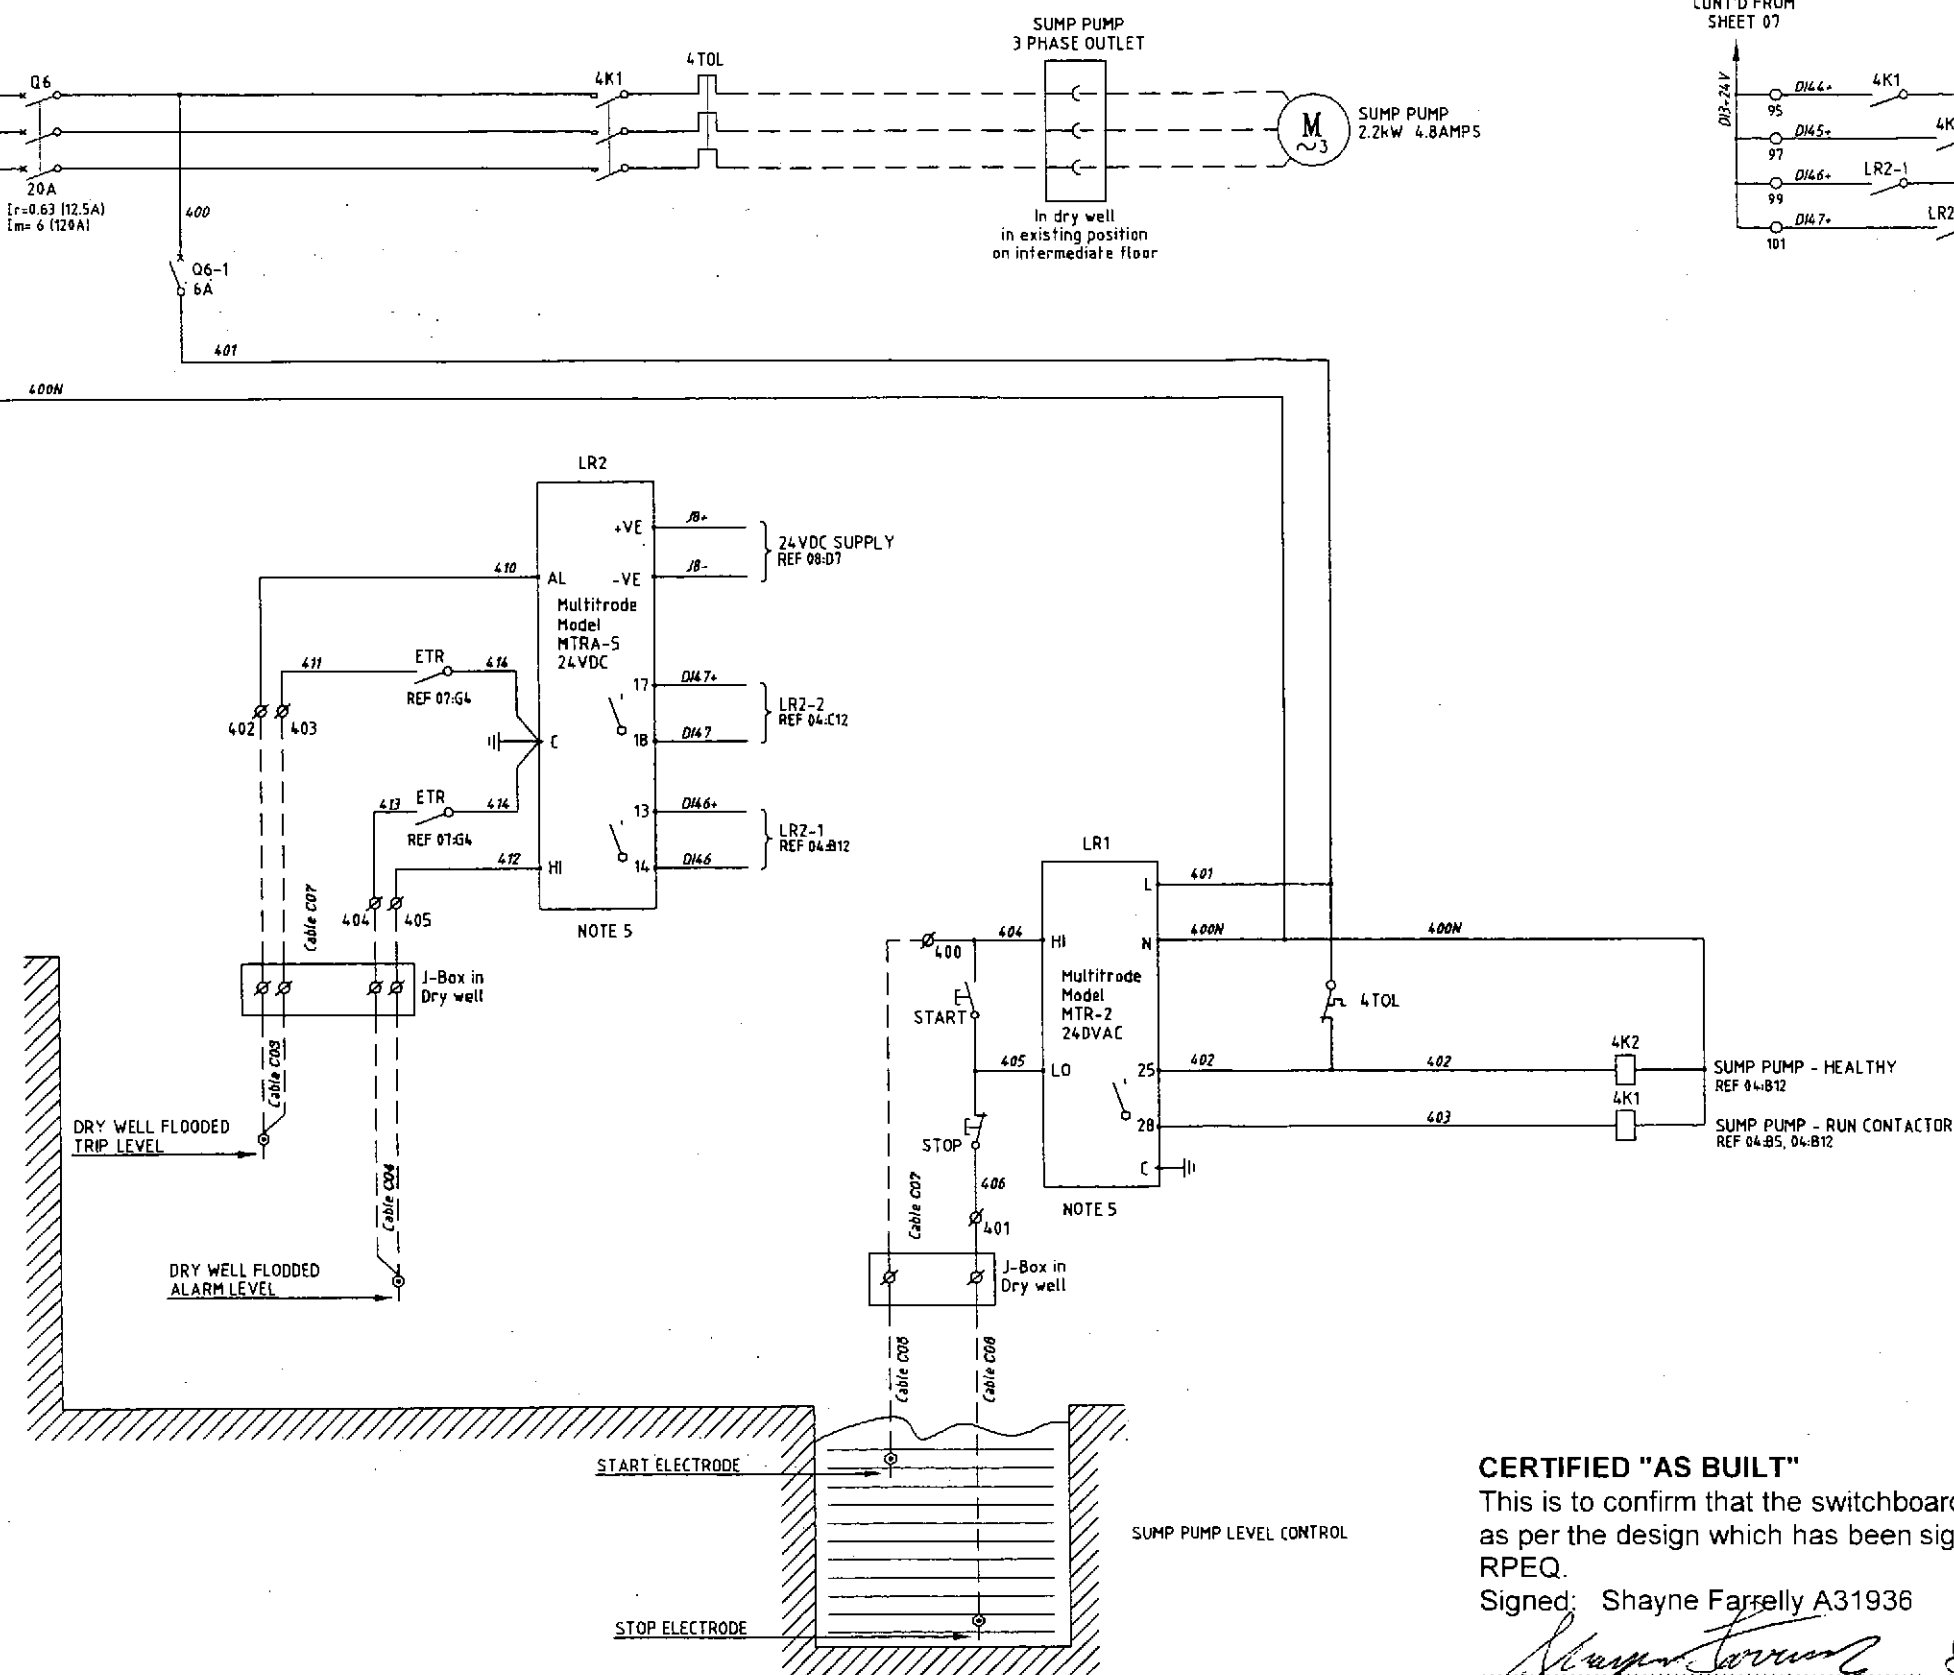 SUMP PUMP
3 PHASE OUTLET
CONT'D FROM
SHEET 07
Q6
4K1
4TOL
20A
Ir=0.63 (12.5A)
Im= 6 (120A)
M
~3
SUMP PUMP
2.2kW 4.8AMPS
In dry well
in existing position
on intermediate floor
DI3-24V
DI44+
4K1
95
DI45+
4K
97
DI46+
LR2-1
99
DI47+
LR2
101
400
Q6-1
6A
401
400N
LR2
+VE
J8+
24VDC SUPPLY
REF 08:D7
-VE
J8-
410
AL
Multitrode
Model
MTRA-S
24VDC
411
ETR
414
REF 07:G4
17
DI47+
LR2-2
REF 04:C12
18
DI47
402
403
C
413
ETR
414
REF 07:G4
13
DI46+
LR2-1
REF 04:B12
14
DI46
412
HI
Cable C07
404
405
NOTE 5
J-Box in
Dry well
Cable C03
DRY WELL FLOODED
TRIP LEVEL
Cable C04
DRY WELL FLODDED
ALARM LEVEL
LR1
L
401
404
HI
400
N
400N
400N
Multitrode
Model
MTR-2
240VAC
START
4TOL
405
LO
25
402
402
4K2
SUMP PUMP - HEALTHY
REF 04:B12
4K1
28
403
SUMP PUMP - RUN CONTACTOR
REF 04:B5, 04:B12
STOP
C
406
NOTE 5
Cable C07
401
J-Box in
Dry well
Cable C08
Cable C08
START ELECTRODE
SUMP PUMP LEVEL CONTROL
STOP ELECTRODE
CERTIFIED "AS BUILT"
This is to confirm that the switchboard
as per the design which has been sig
RPEQ.
Signed: Shayne Farrelly A31936